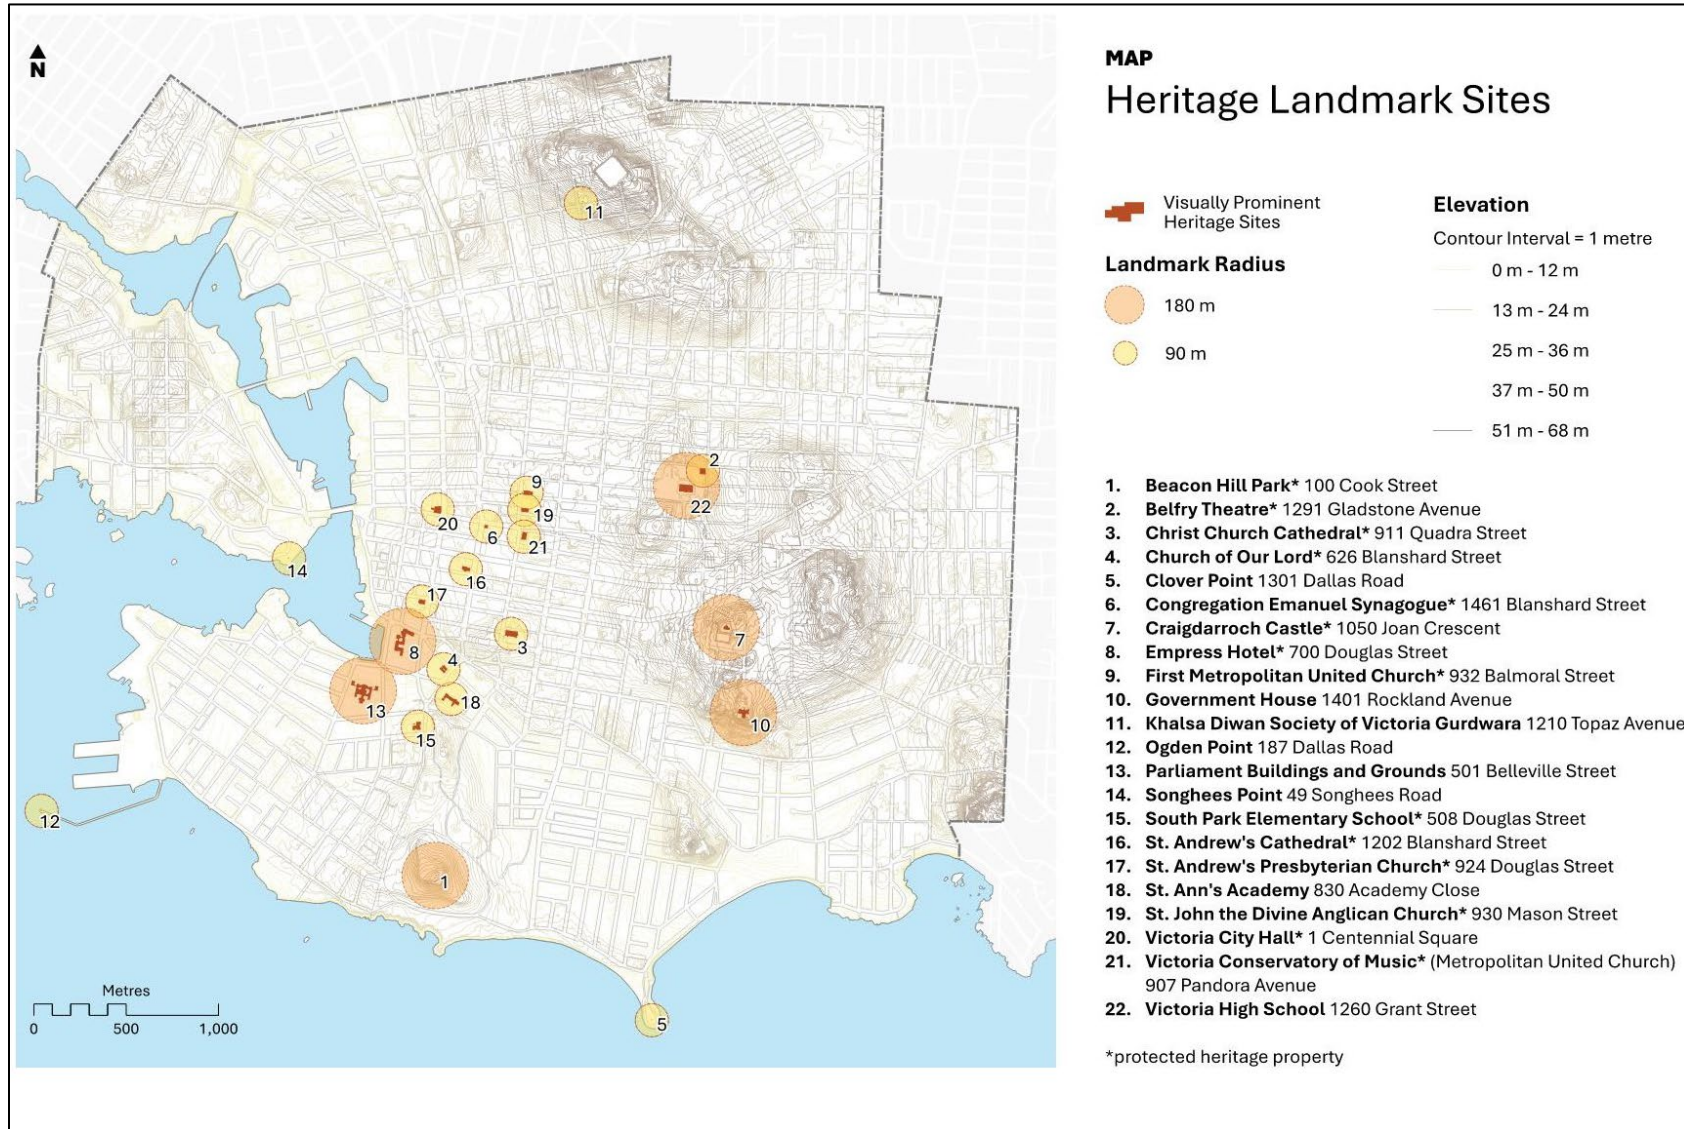 N
MAP
Heritage Landmark Sites
Visually Prominent
Heritage Sites
Landmark Radius
180 m
90 m
Elevation
Contour Interval = 1 metre
0 m - 12 m
13 m - 24 m
25 m - 36 m
37 m - 50 m
51 m - 68 m
1. Beacon Hill Park* 100 Cook Street
2. Belfry Theatre* 1291 Gladstone Avenue
3. Christ Church Cathedral* 911 Quadra Street
4. Church of Our Lord* 626 Blanshard Street
5. Clover Point 1301 Dallas Road
6. Congregation Emanuel Synagogue* 1461 Blanshard Street
7. Craigdarroch Castle* 1050 Joan Crescent
8. Empress Hotel* 700 Douglas Street
9. First Metropolitan United Church* 932 Balmoral Street
10. Government House 1401 Rockland Avenue
11. Khalsa Diwan Society of Victoria Gurdwara 1210 Topaz Avenue
12. Ogden Point 187 Dallas Road
13. Parliament Buildings and Grounds 501 Belleville Street
14. Songhees Point 49 Songhees Road
15. South Park Elementary School* 508 Douglas Street
16. St. Andrew's Cathedral* 1202 Blanshard Street
17. St. Andrew's Presbyterian Church* 924 Douglas Street
18. St. Ann's Academy 830 Academy Close
19. St. John the Divine Anglican Church* 930 Mason Street
20. Victoria City Hall* 1 Centennial Square
21. Victoria Conservatory of Music* (Metropolitan United Church)
907 Pandora Avenue
22. Victoria High School 1260 Grant Street
*protected heritage property
11
2
22
9
19
20
6
21
14
16
17
3
7
8
4
13
18
15
10
12
1
5
Metres
0 500 1,000